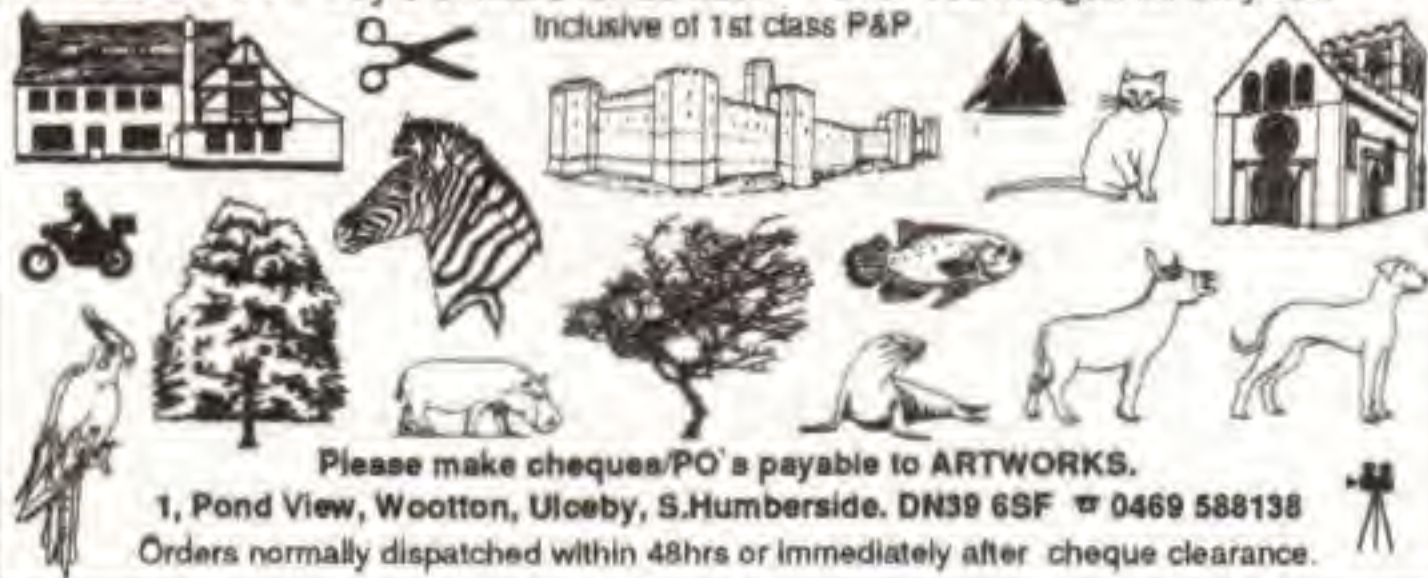 Inclusive of 1st class P&P.
Please make cheques/PO's payable to ARTWORKS.
1, Pond View, Wootton, Ulceby, S.Humberside. DN39 6SF ☎ 0469 588138
Orders normally dispatched within 48hrs or immediately after cheque clearance.